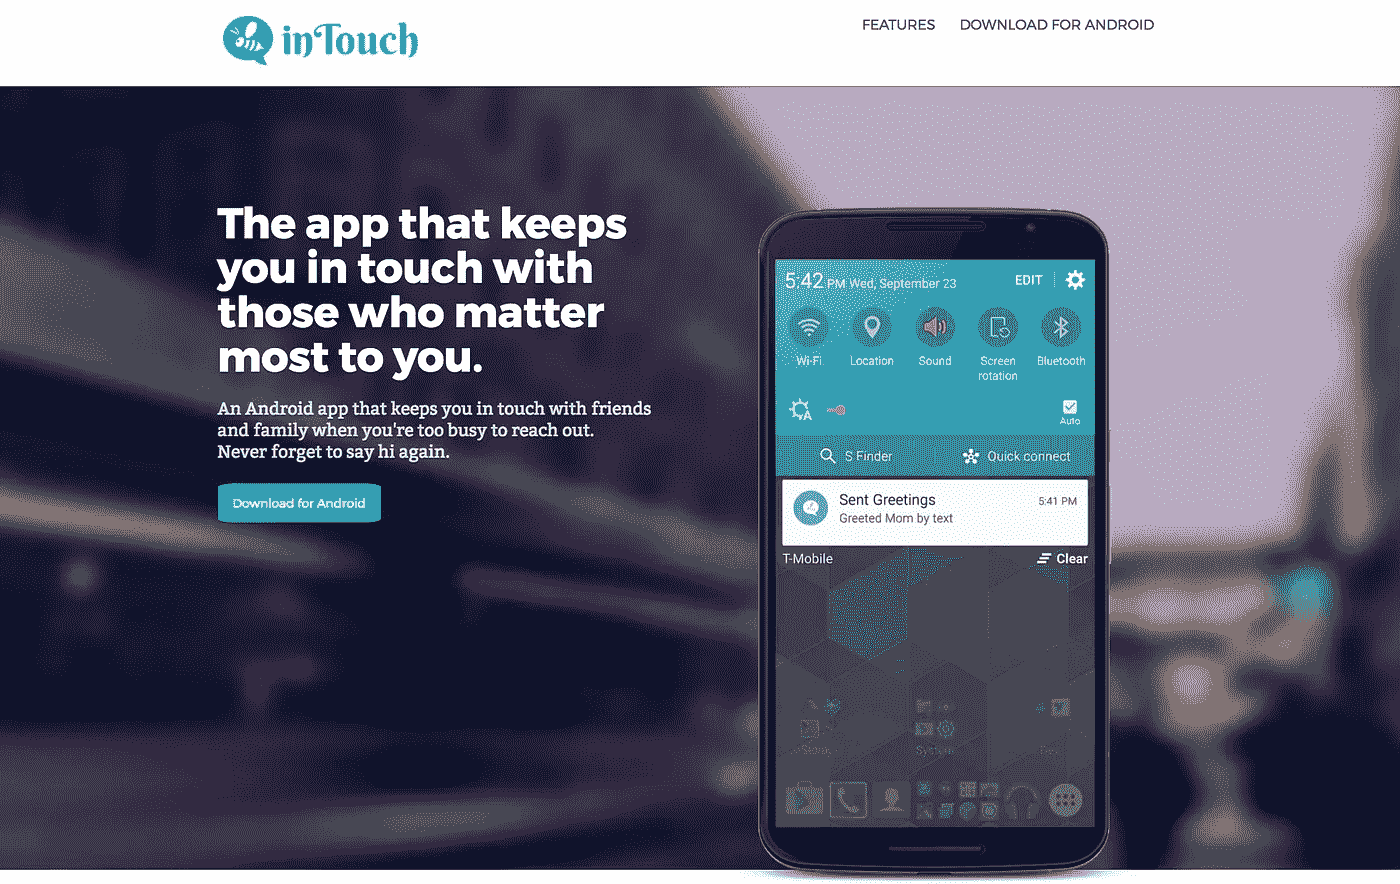 inTouch
FEATURES DOWNLOAD FOR ANDROID
The app that keeps
you in touch with
those who matter
most to you.
An Android app that keeps you in touch with friends
and family when you're too busy to reach out.
Never forget to say hi again.
Download for Android
5:42 PM Wed, September 23 EDIT
Wi-Fi Location Sound Screen rotation Bluetooth
A
Auto
S Finder Quick connect
Sent Greetings 5:41 PM
Greeted Mom by text
T-Mobile Clear